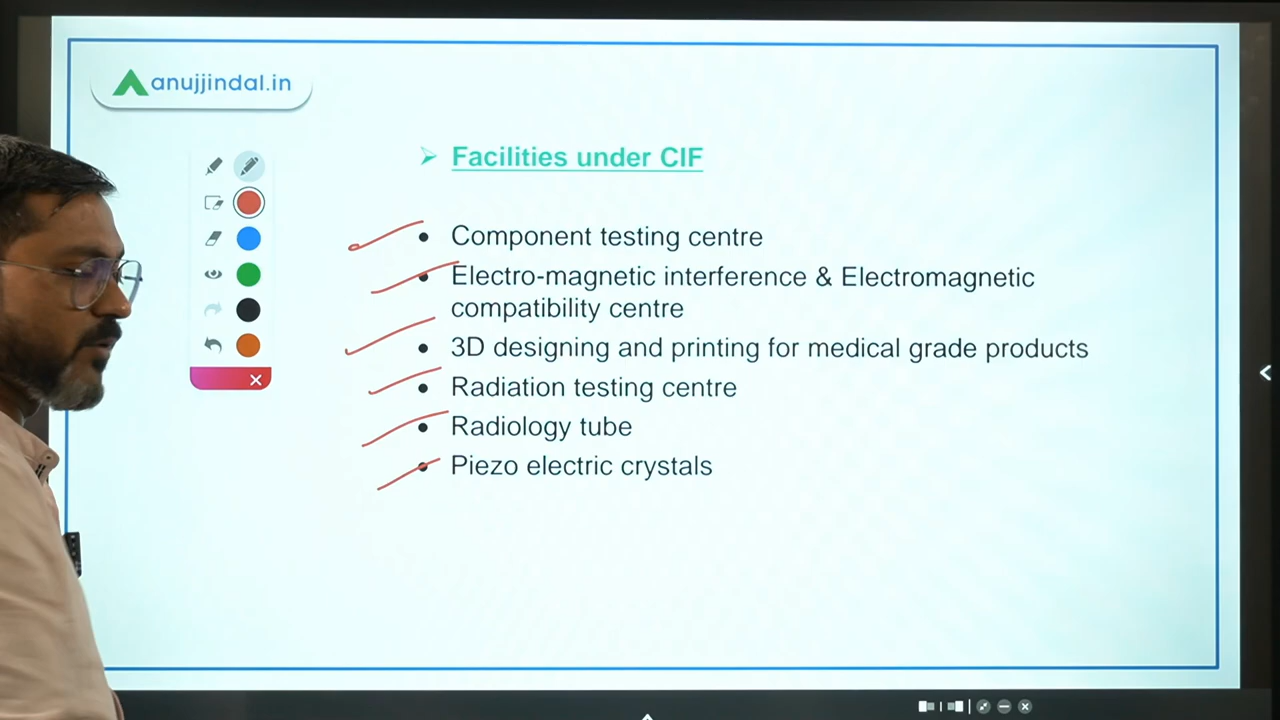 anujjindal.in
Facilities under CIF
Component testing centre
Electro-magnetic interference & Electromagnetic
compatibility centre
3D designing and printing for medical grade products
Radiation testing centre
Radiology tube
Piezo electric crystals